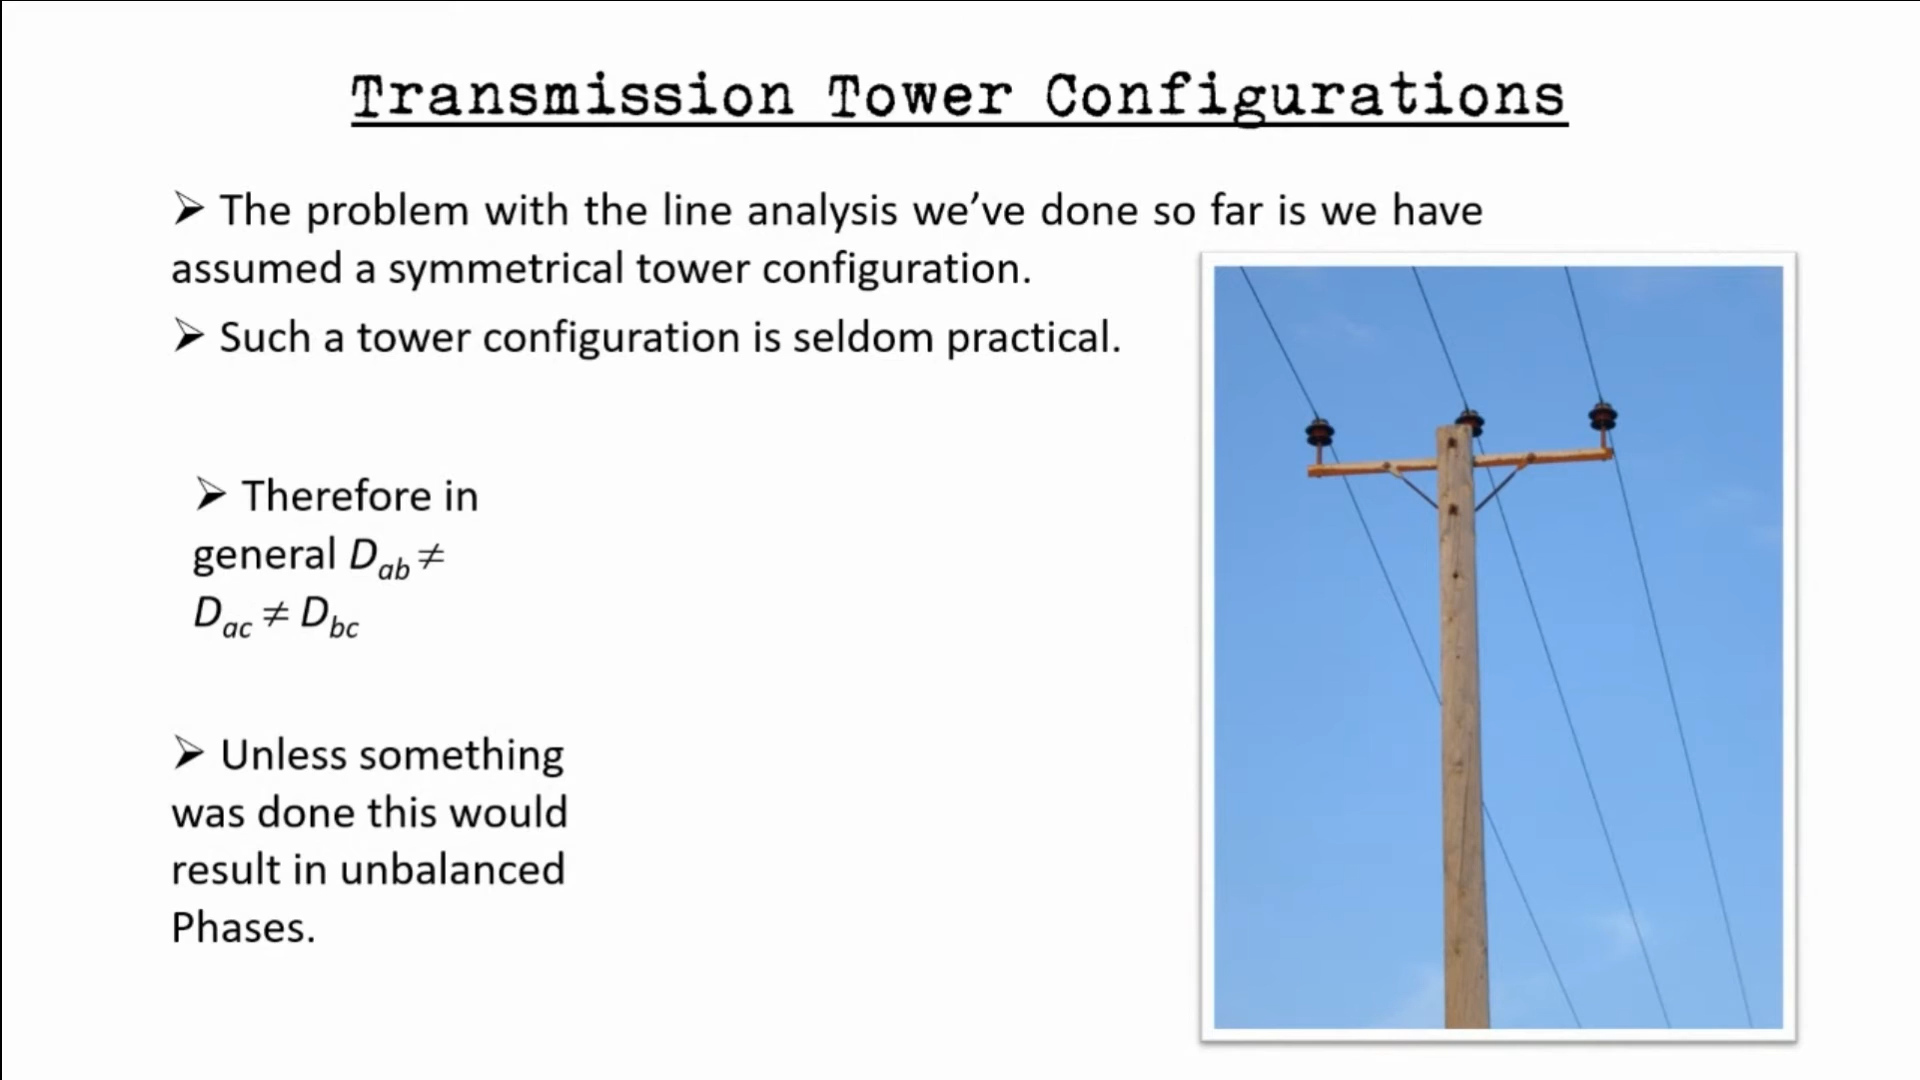 Transmission Tower Configurations
➢ The problem with the line analysis we’ve done so far is we have
assumed a symmetrical tower configuration.
➢ Such a tower configuration is seldom practical.
➢ Therefore in
general D_ab ≠
D_ac ≠ D_bc
➢ Unless something
was done this would
result in unbalanced
Phases.